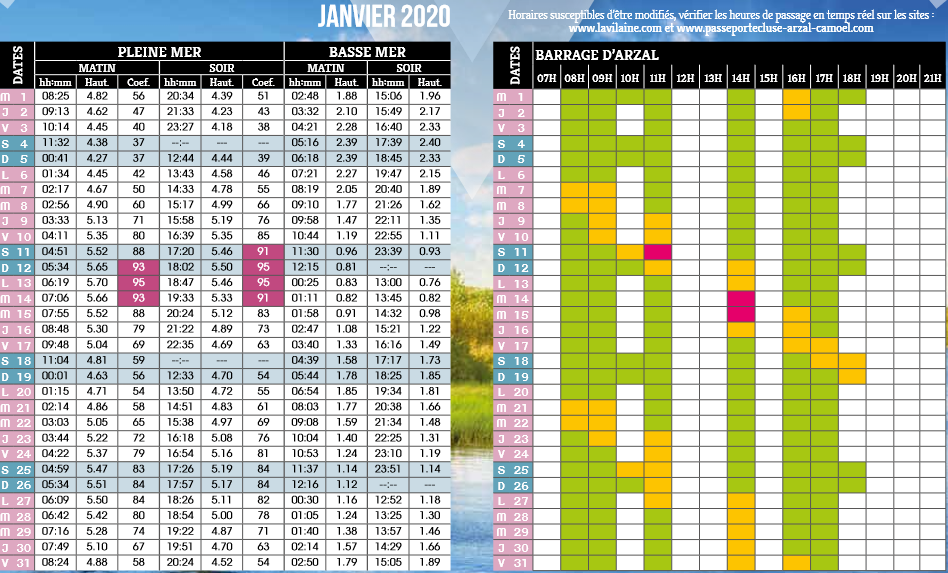 JANVIER 2020
Horaires susceptibles d'être modifiés, vérifier les heures de passage en temps réel sur les sites :
www.lavilaine.com et www.passeportecluse-arzal-camoel.com
DATES PLEINE MER BASSE MER
MATIN SOIR MATIN SOIR
hh:mm Haut. Coef. hh:mm Haut. Coef. hh:mm Haut. hh:mm Haut.
M 1 08:25 4.82 56 20:34 4.39 51 02:48 1.88 15:06 1.96
J 2 09:13 4.62 47 21:33 4.23 43 03:32 2.10 15:49 2.17
V 3 10:14 4.45 40 23:27 4.18 38 04:21 2.28 16:40 2.33
S 4 11:32 4.38 37 --:-- --- --- 05:16 2.39 17:39 2.40
D 5 00:41 4.27 37 12:44 4.44 39 06:18 2.39 18:45 2.33
L 6 01:34 4.45 42 13:43 4.58 46 07:21 2.27 19:47 2.15
M 7 02:17 4.67 50 14:33 4.78 55 08:19 2.05 20:40 1.89
M 8 02:56 4.90 60 15:17 4.99 66 09:10 1.77 21:26 1.62
J 9 03:33 5.13 71 15:58 5.19 76 09:58 1.47 22:11 1.35
V 10 04:11 5.35 80 16:39 5.35 85 10:44 1.19 22:55 1.11
S 11 04:51 5.52 88 17:20 5.46 91 11:30 0.96 23:39 0.93
D 12 05:34 5.65 93 18:02 5.50 95 12:15 0.81 --:-- ---
L 13 06:19 5.70 95 18:47 5.46 95 00:25 0.83 13:00 0.76
M 14 07:06 5.66 93 19:33 5.33 91 01:11 0.82 13:45 0.82
M 15 07:55 5.52 88 20:24 5.12 83 01:58 0.91 14:32 0.98
J 16 08:48 5.30 79 21:22 4.89 73 02:47 1.08 15:21 1.22
V 17 09:48 5.04 69 22:35 4.69 63 03:40 1.33 16:16 1.49
S 18 11:04 4.81 59 --:-- --- --- 04:39 1.58 17:17 1.73
D 19 00:01 4.63 56 12:33 4.70 54 05:44 1.78 18:25 1.85
L 20 01:15 4.71 54 13:50 4.72 55 06:54 1.85 19:34 1.81
M 21 02:14 4.86 58 14:51 4.83 61 08:03 1.77 20:38 1.66
M 22 03:03 5.05 65 15:38 4.97 69 09:08 1.59 21:34 1.48
J 23 03:44 5.22 72 16:18 5.08 76 10:04 1.40 22:25 1.31
V 24 04:22 5.37 79 16:54 5.16 81 10:53 1.24 23:10 1.19
S 25 04:59 5.47 83 17:26 5.19 84 11:37 1.14 23:51 1.14
D 26 05:34 5.51 84 17:57 5.17 84 12:16 1.12 --:-- ---
L 27 06:09 5.50 84 18:26 5.11 82 00:30 1.16 12:52 1.18
M 28 06:42 5.42 80 18:54 5.00 78 01:05 1.24 13:25 1.30
M 29 07:16 5.28 74 19:22 4.87 71 01:40 1.38 13:57 1.46
J 30 07:49 5.10 67 19:51 4.70 63 02:14 1.57 14:29 1.66
V 31 08:24 4.88 58 20:24 4.52 54 02:50 1.79 15:05 1.89
DATES BARRAGE D'ARZAL
07H 08H 09H 10H 11H 12H 13H 14H 15H 16H 17H 18H 19H 20H 21H
M 1
J 2
V 3
S 4
D 5
L 6
M 7
M 8
J 9
V 10
S 11
D 12
L 13
M 14
M 15
J 16
V 17
S 18
D 19
L 20
M 21
M 22
J 23
V 24
S 25
D 26
L 27
M 28
M 29
J 30
V 31